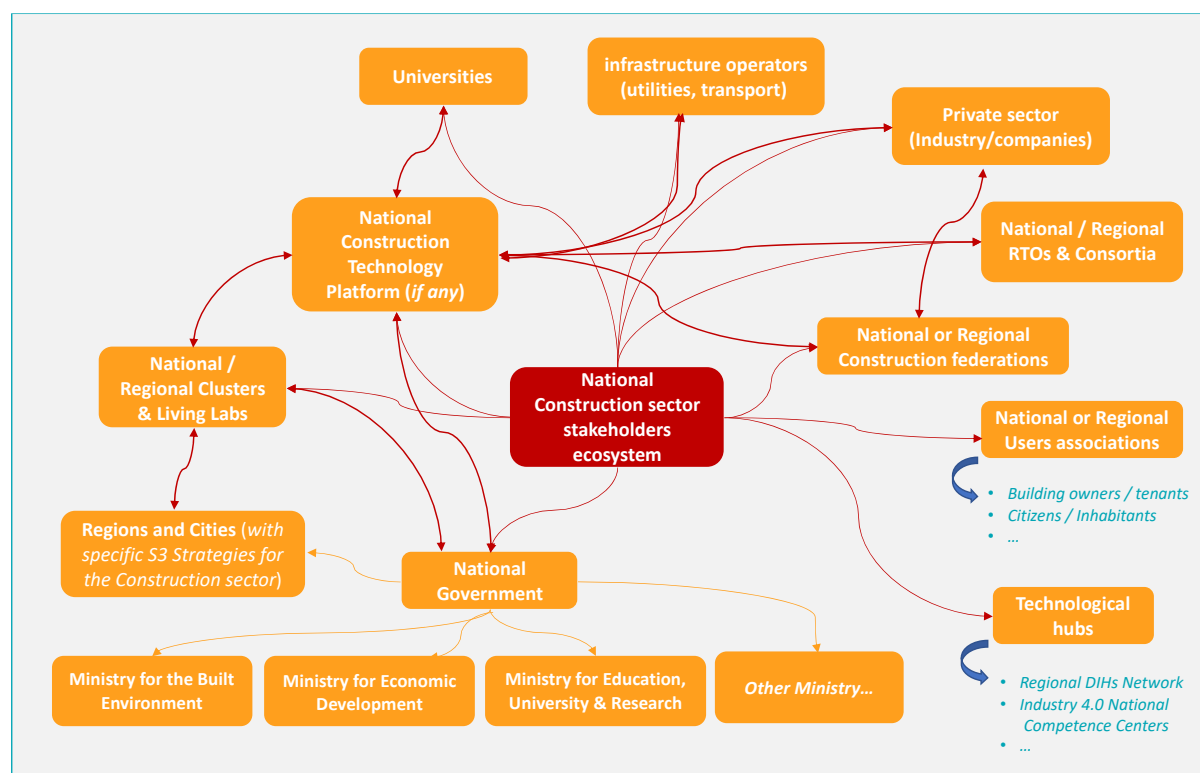 Universities
infrastructure operators
(utilities, transport)
Private sector
(Industry/companies)
National
Construction
Technology
Platform (if any)
National / Regional
RTOs & Consortia
National or Regional
Construction federations
National /
Regional Clusters
& Living Labs
National
Construction sector
stakeholders
ecosystem
National or Regional
Users associations
• Building owners / tenants
• Citizens / Inhabitants
• ...
Regions and Cities (with
specific S3 Strategies for
the Construction sector)
National
Government
Technological
hubs
• Regional DIHs Network
• Industry 4.0 National
Competence Centers
• ...
Ministry for the Built
Environment
Ministry for Economic
Development
Ministry for Education,
University & Research
Other Ministry...